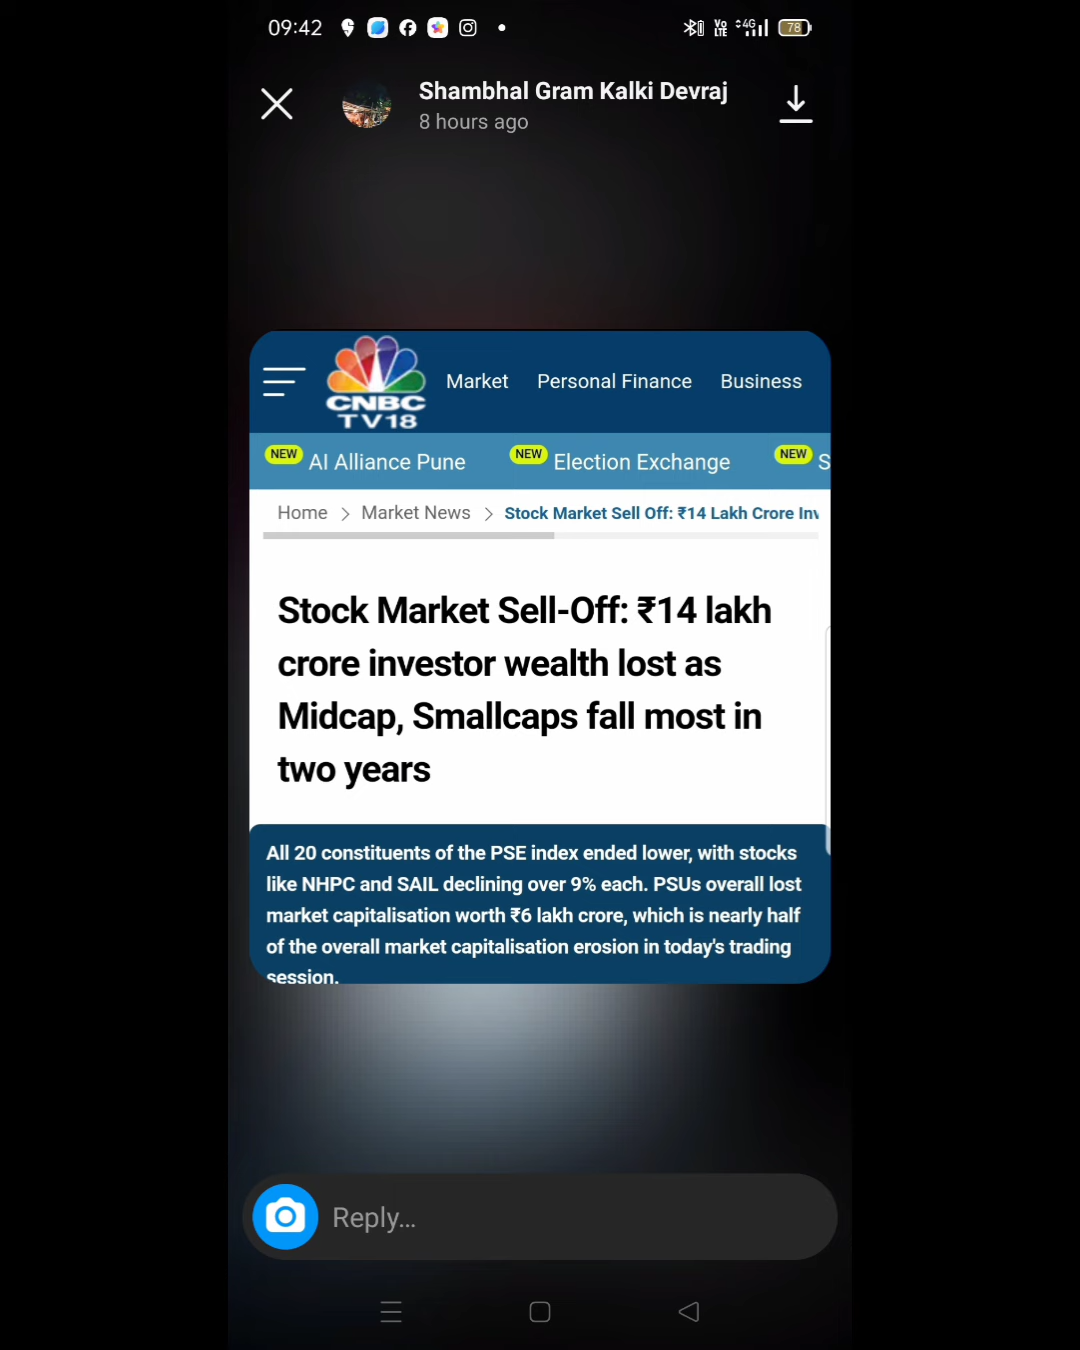 09:42
VO
LTE
4G
78
Shambhal Gram Kalki Devraj
8 hours ago
CNBC
TV18
Market
Personal Finance
Business
NEW AI Alliance Pune
NEW Election Exchange
NEW S
Home > Market News > Stock Market Sell Off: ₹14 Lakh Crore Inv
Stock Market Sell-Off: ₹14 lakh
crore investor wealth lost as
Midcap, Smallcaps fall most in
two years
All 20 constituents of the PSE index ended lower, with stocks
like NHPC and SAIL declining over 9% each. PSUs overall lost
market capitalisation worth ₹6 lakh crore, which is nearly half
of the overall market capitalisation erosion in today's trading
session.
Reply...